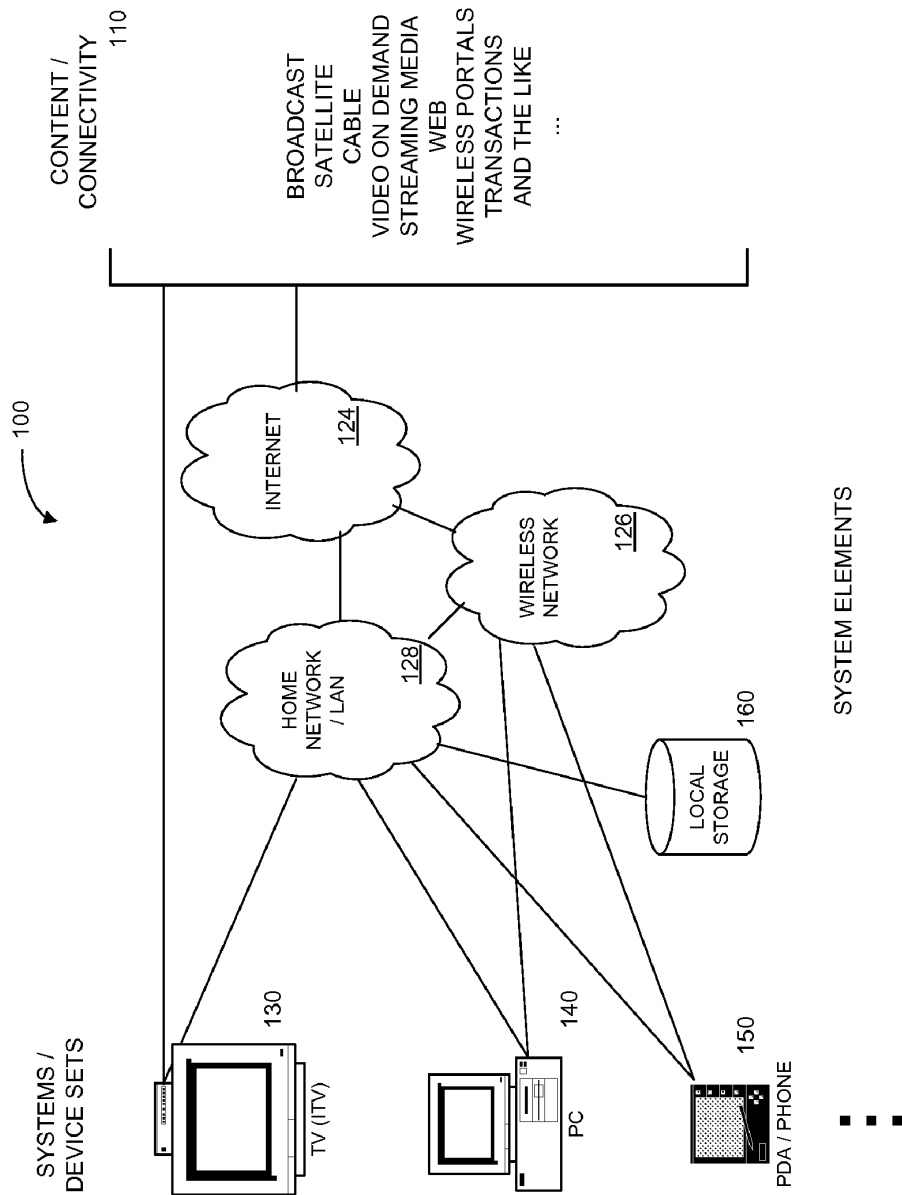 100
SYSTEMS /
DEVICE SETS
CONTENT /
CONNECTIVITY
110
TV (ITV)
130
PC
140
PDA / PHONE
150
HOME
NETWORK
/ LAN
128
INTERNET
124
WIRELESS
NETWORK
126
LOCAL
STORAGE
160
BROADCAST
SATELLITE
CABLE
VIDEO ON DEMAND
STREAMING MEDIA
WEB
WIRELESS PORTALS
TRANSACTIONS
AND THE LIKE
...
SYSTEM ELEMENTS